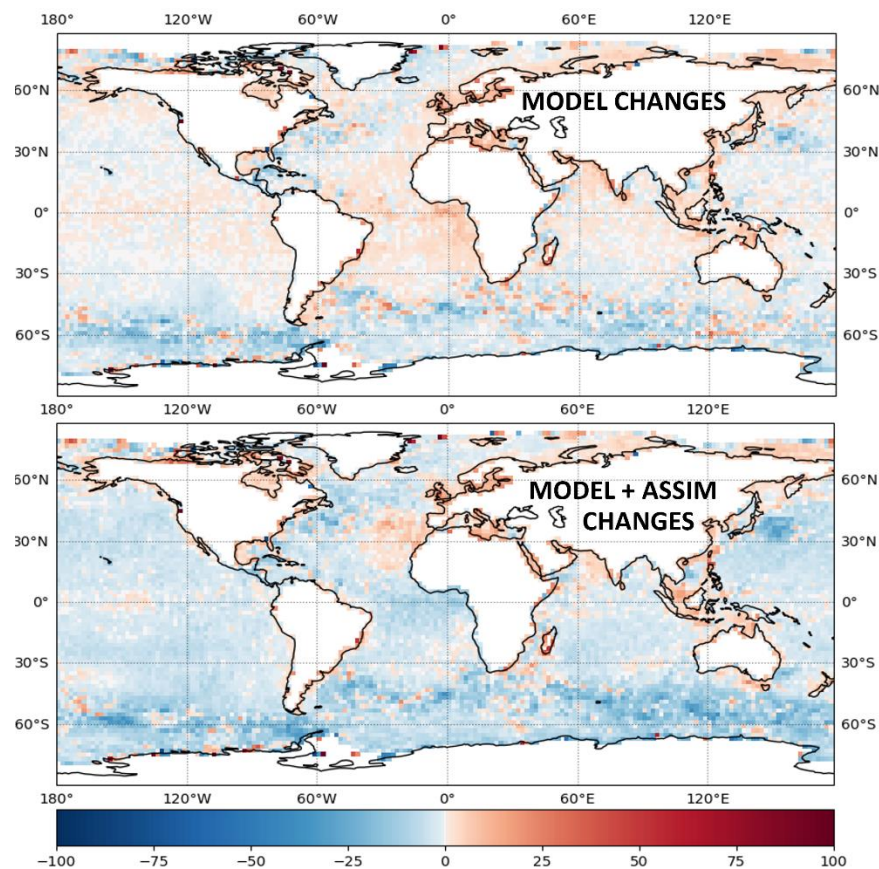 180° 120°W 60°W 0° 60°E 120°E
MODEL CHANGES
60°N 60°N
30°N 30°N
0° 0°
30°S 30°S
60°S 60°S
180° 120°W 60°W 0° 60°E 120°E
MODEL + ASSIM
CHANGES
60°N 60°N
30°N 30°N
0° 0°
30°S 30°S
60°S 60°S
180° 120°W 60°W 0° 60°E 120°E
−100 −75 −50 −25 0 25 50 75 100